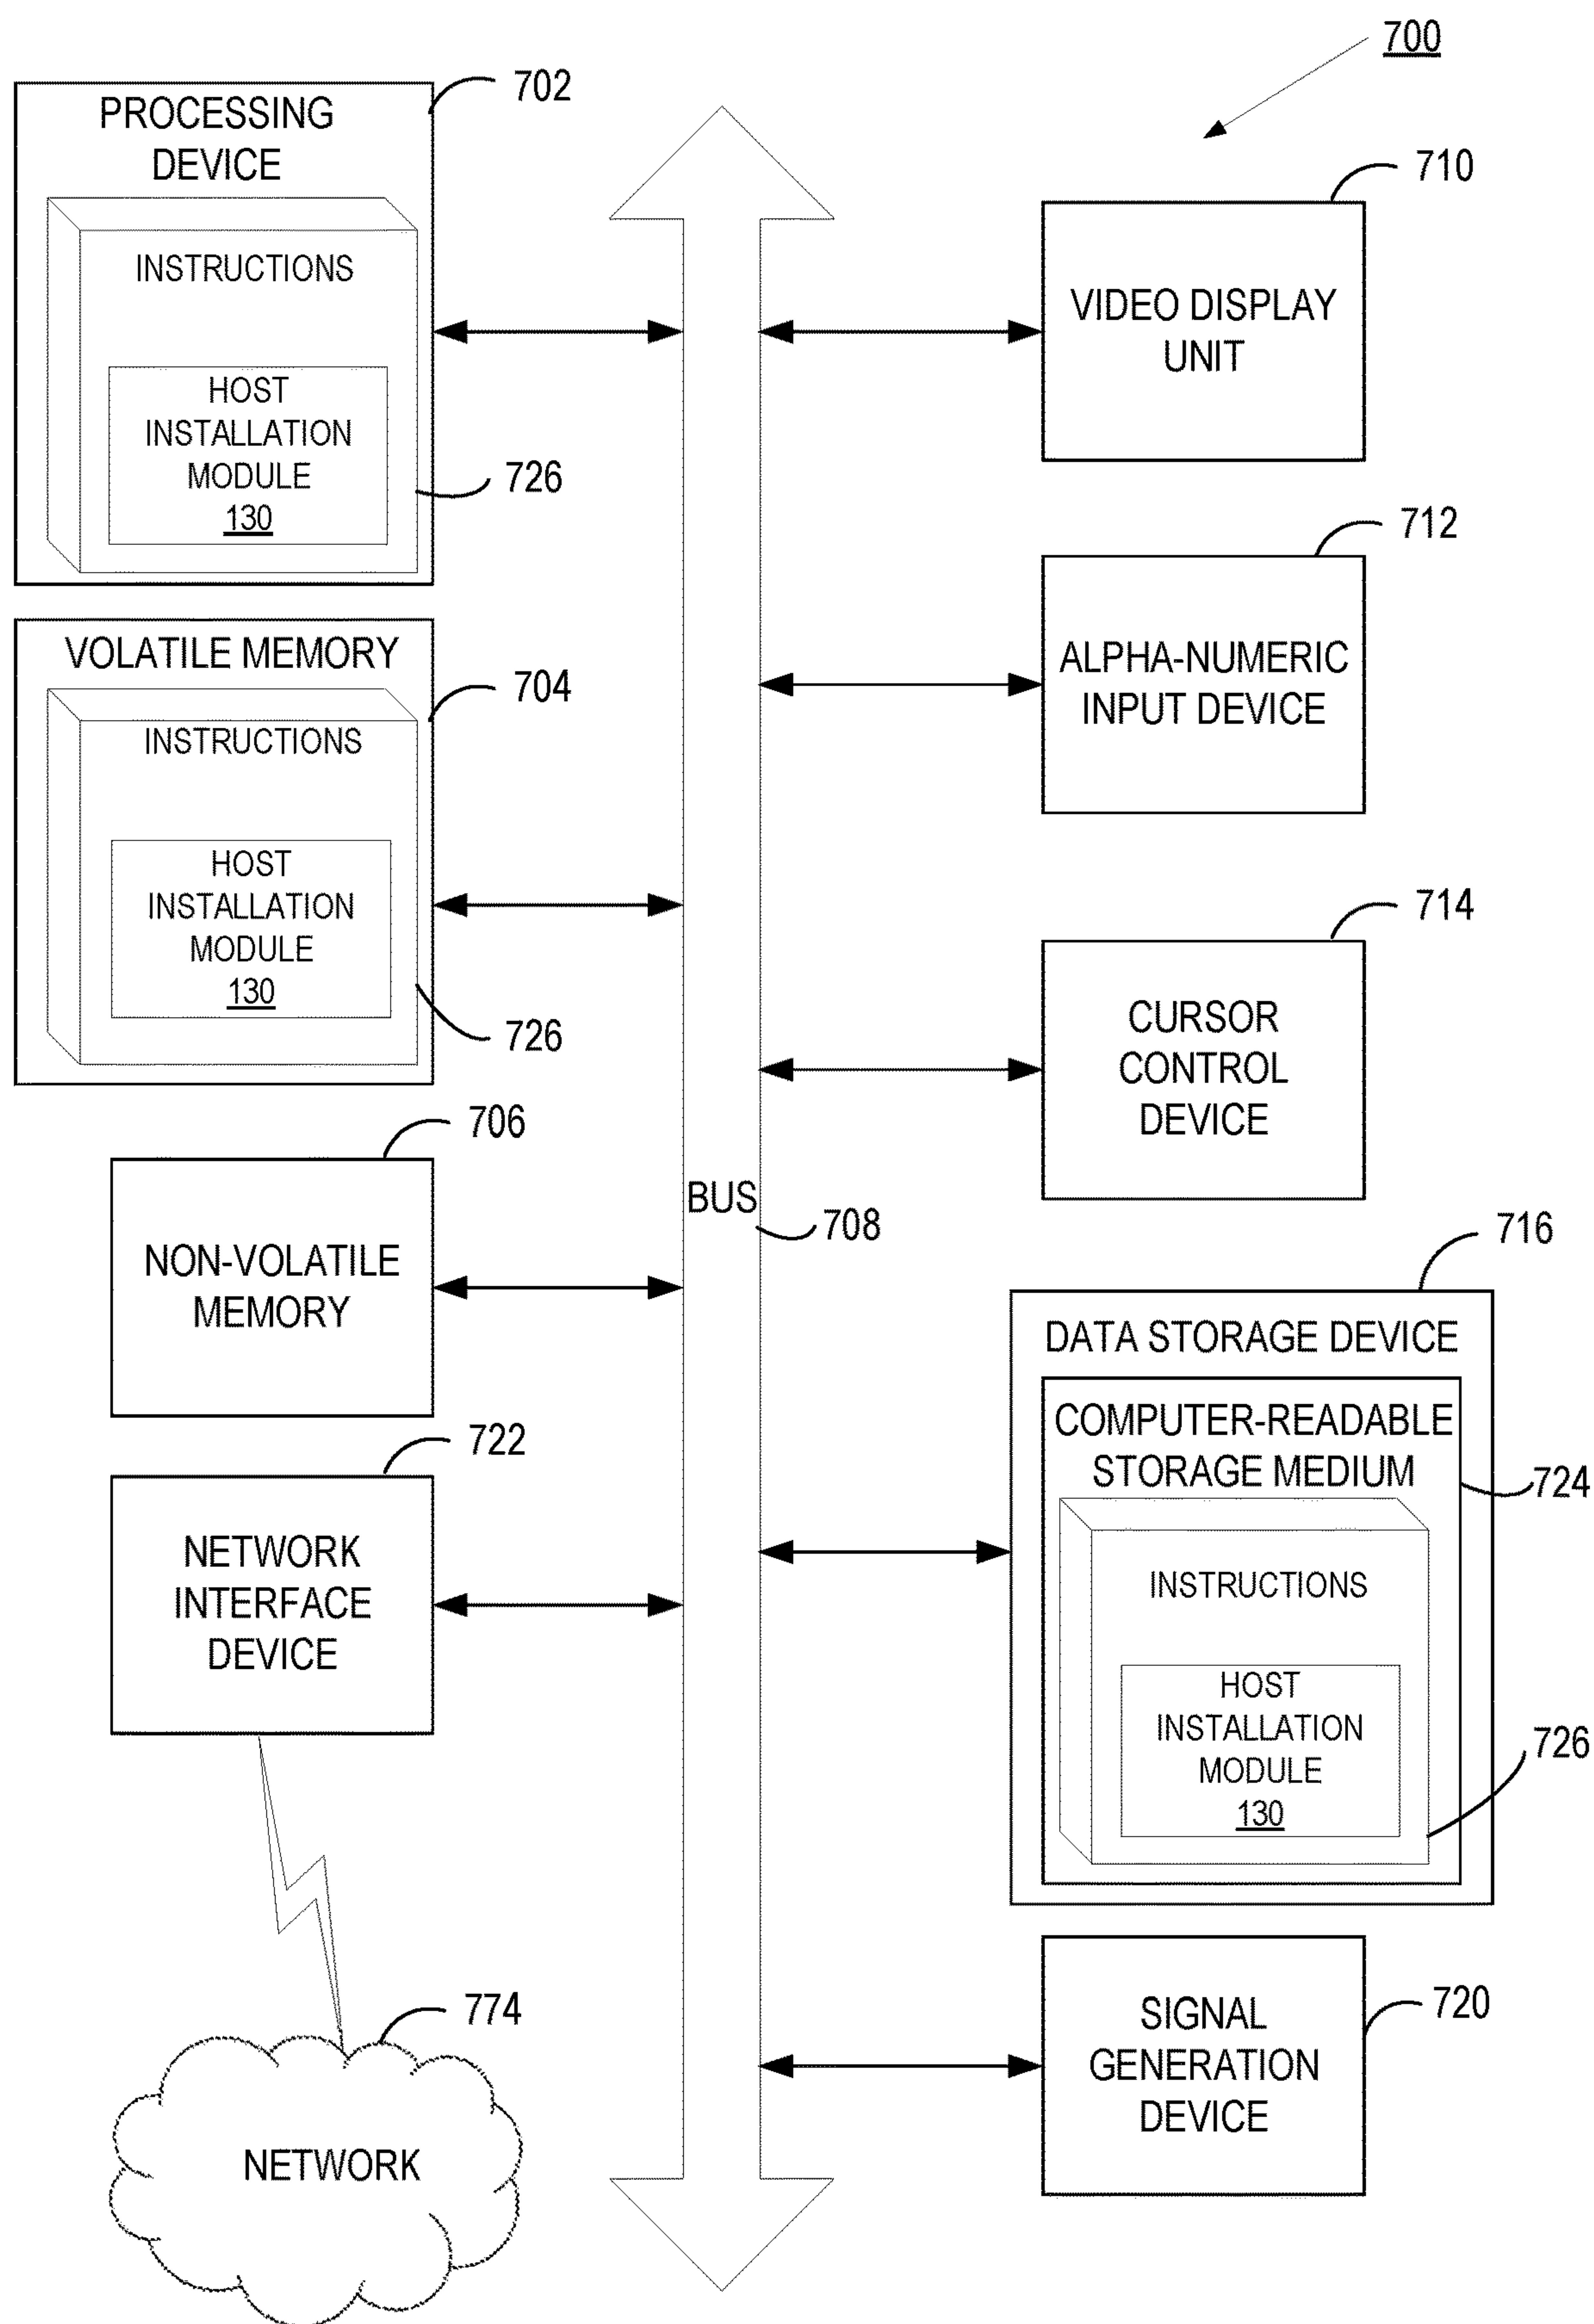 700
702
PROCESSING
DEVICE
INSTRUCTIONS
HOST
INSTALLATION
MODULE
130
726
VOLATILE MEMORY
704
INSTRUCTIONS
HOST
INSTALLATION
MODULE
130
726
706
NON-VOLATILE
MEMORY
722
NETWORK
INTERFACE
DEVICE
774
NETWORK
BUS
708
710
VIDEO DISPLAY
UNIT
712
ALPHA-NUMERIC
INPUT DEVICE
714
CURSOR
CONTROL
DEVICE
716
DATA STORAGE DEVICE
COMPUTER-READABLE
STORAGE MEDIUM
724
INSTRUCTIONS
HOST
INSTALLATION
MODULE
130
726
SIGNAL
GENERATION
DEVICE
720